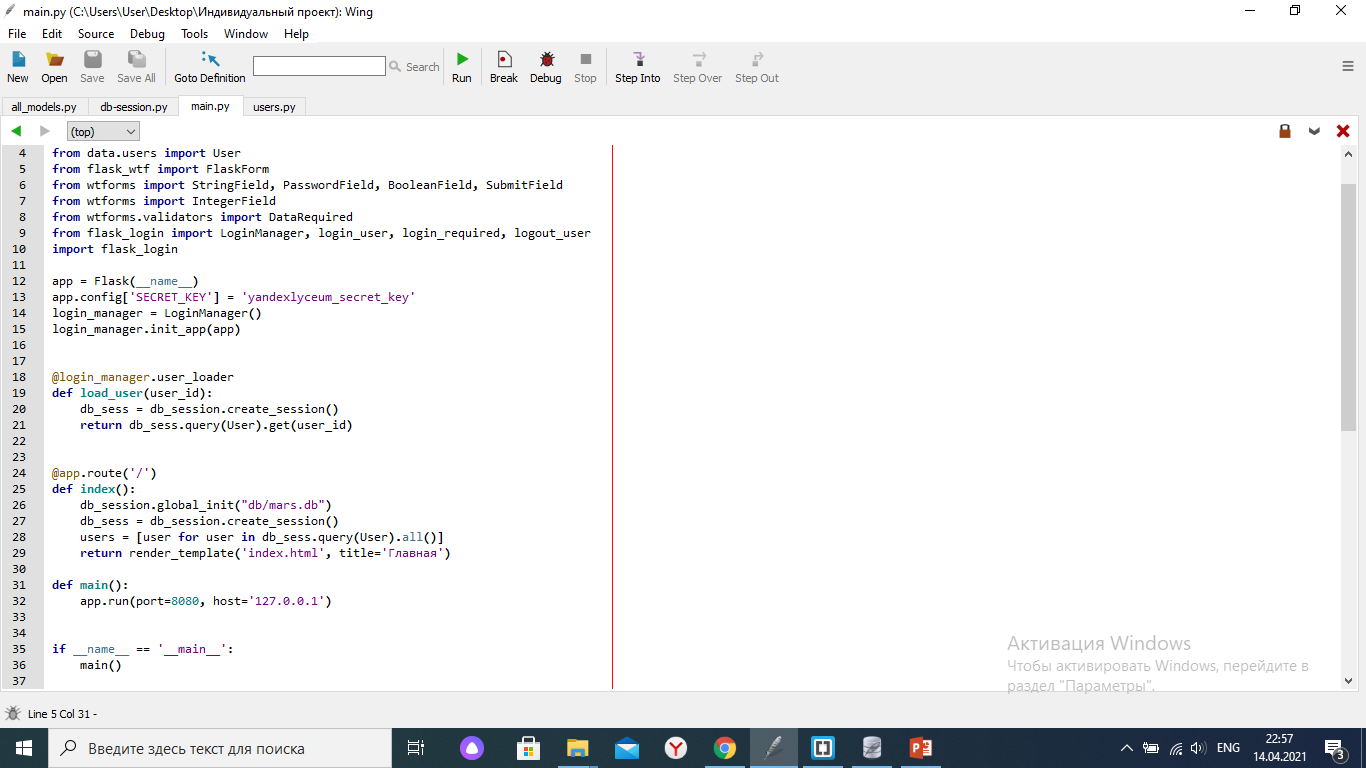 main.py (C:\Users\User\Desktop\Индивидуальный проект): Wing
File Edit Source Debug Tools Window Help
New Open Save Save All Goto Definition Search Run Break Debug Stop Step Into Step Over Step Out
all_models.py db-session.py main.py users.py
(top)
4 from data.users import User
5 from flask_wtf import FlaskForm
6 from wtforms import StringField, PasswordField, BooleanField, SubmitField
7 from wtforms import IntegerField
8 from wtforms.validators import DataRequired
9 from flask_login import LoginManager, login_user, login_required, logout_user
10 import flask_login
11
12 app = Flask(__name__)
13 app.config['SECRET_KEY'] = 'yandexlyceum_secret_key'
14 login_manager = LoginManager()
15 login_manager.init_app(app)
16
17
18 @login_manager.user_loader
19 def load_user(user_id):
20     db_sess = db_session.create_session()
21     return db_sess.query(User).get(user_id)
22
23
24 @app.route('/')
25 def index():
26     db_session.global_init("db/mars.db")
27     db_sess = db_session.create_session()
28     users = [user for user in db_sess.query(User).all()]
29     return render_template('index.html', title='Главная')
30
31 def main():
32     app.run(port=8080, host='127.0.0.1')
33
34
35 if __name__ == '__main__':
36     main()
37
Активация Windows
Чтобы активировать Windows, перейдите в
раздел "Параметры".
Line 5 Col 31 -
Введите здесь текст для поиска
ENG
22:57
14.04.2021
3